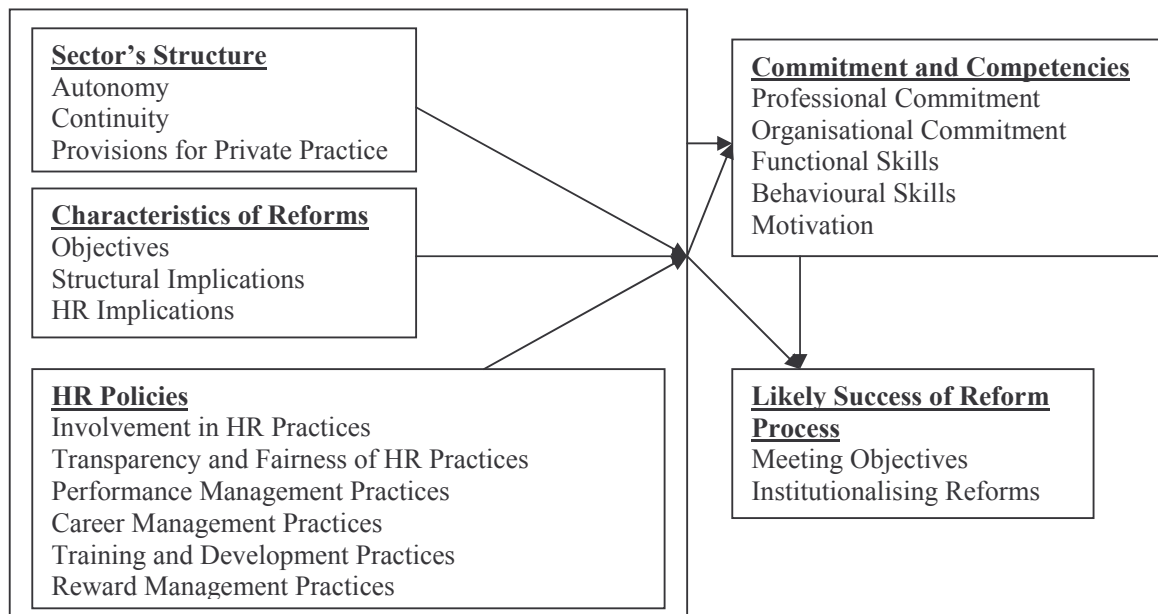 Sector’s Structure
Autonomy
Continuity
Provisions for Private Practice
Characteristics of Reforms
Objectives
Structural Implications
HR Implications
HR Policies
Involvement in HR Practices
Transparency and Fairness of HR Practices
Performance Management Practices
Career Management Practices
Training and Development Practices
Reward Management Practices
Commitment and Competencies
Professional Commitment
Organisational Commitment
Functional Skills
Behavioural Skills
Motivation
Likely Success of Reform
Process
Meeting Objectives
Institutionalising Reforms